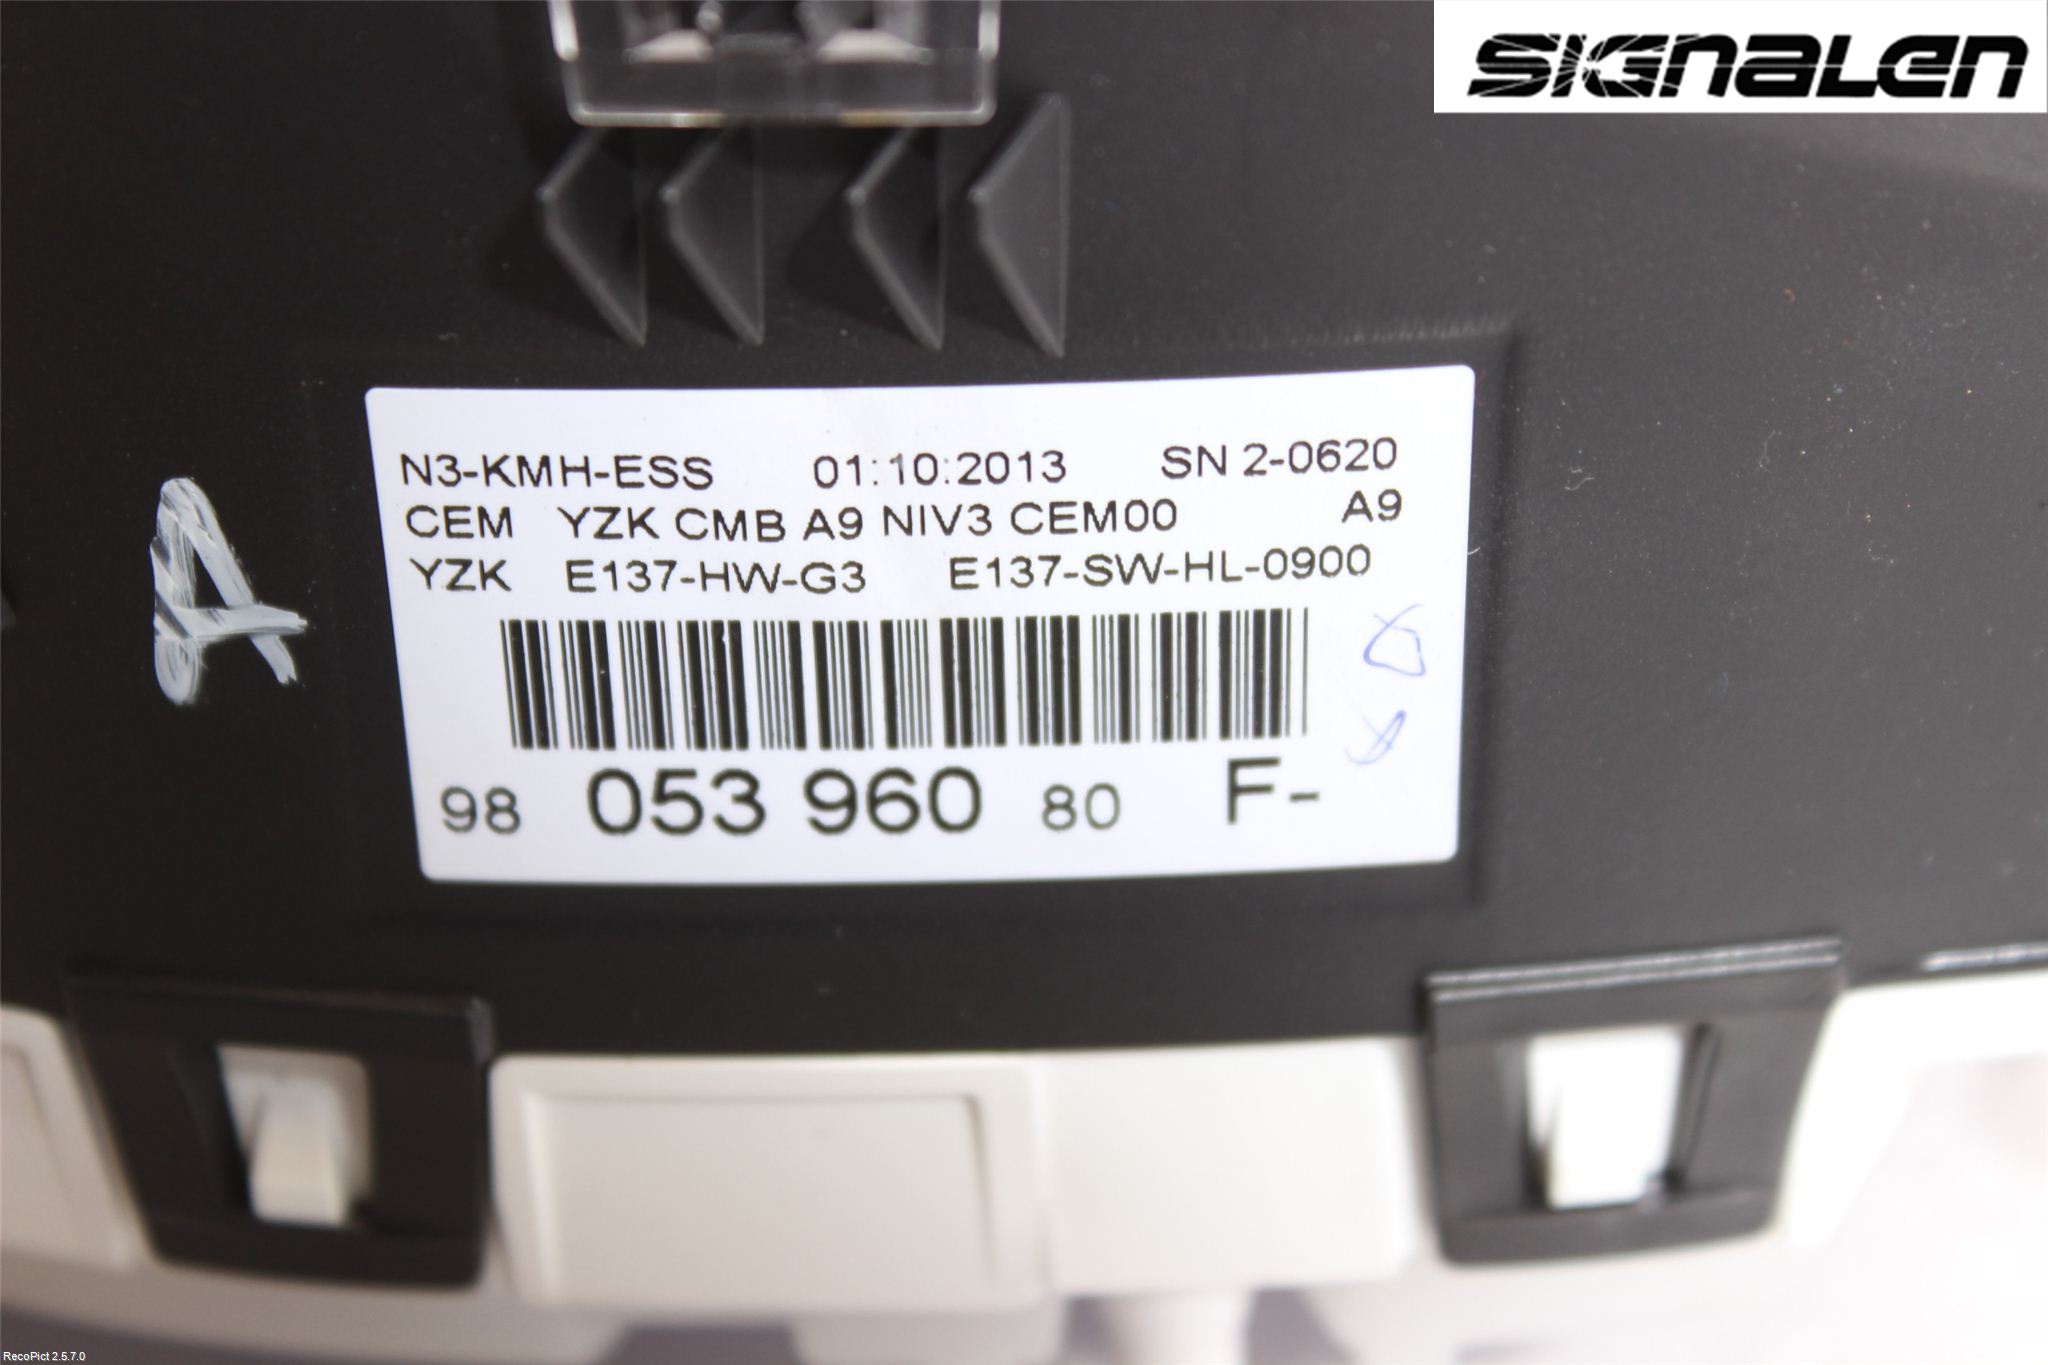 SIGNALEN
N3-KMH-ESS 01:10:2013 SN 2-0620
CEM YZK CMB A9 NIV3 CEM00 A9
YZK E137-HW-G3 E137-SW-HL-0900
98 053 960 80 F-
A
RecoPict 2.5.7.0